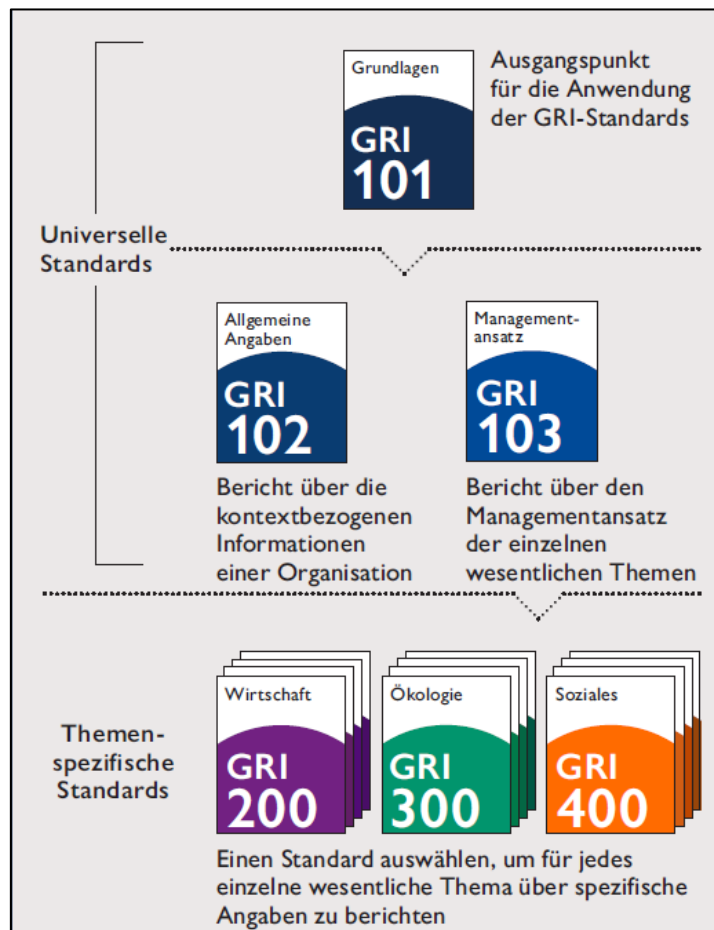 Grundlagen
GRI
101
Ausgangspunkt
für die Anwendung
der GRI-Standards
Universelle
Standards
Allgemeine
Angaben
GRI
102
Bericht über die
kontextbezogenen
Informationen
einer Organisation
Management-
ansatz
GRI
103
Bericht über den
Managementansatz
der einzelnen
wesentlichen Themen
Themen-
spezifische
Standards
Wirtschaft
GRI
200
Ökologie
GRI
300
Soziales
GRI
400
Einen Standard auswählen, um für jedes
einzelne wesentliche Thema über spezifische
Angaben zu berichten